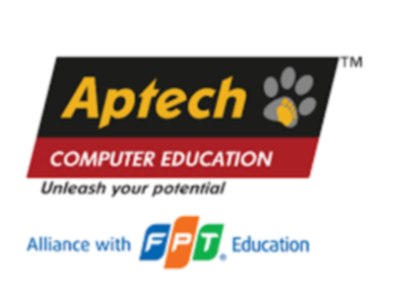 Aptech ™
COMPUTER EDUCATION
Unleash your potential
Alliance with FPT® Education